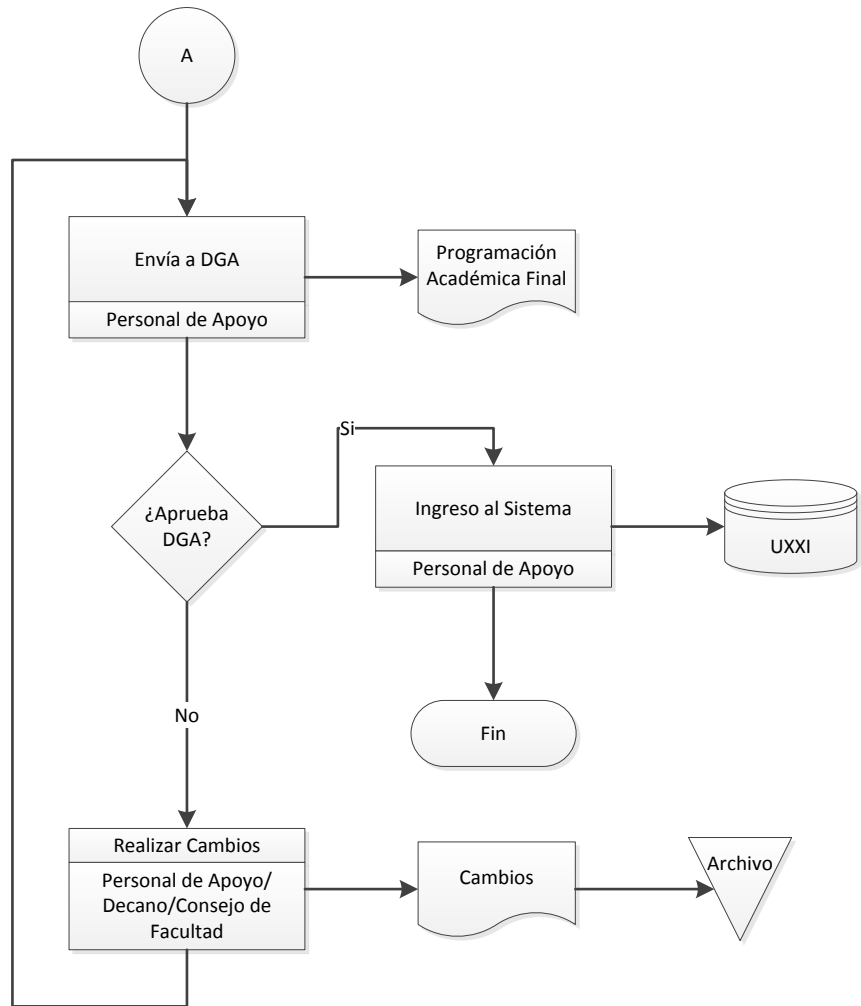 A
Envía a DGA
Personal de Apoyo
Programación
Académica Final
¿Aprueba
DGA?
Si
Ingreso al Sistema
Personal de Apoyo
UXXI
Fin
No
Realizar Cambios
Personal de Apoyo/
Decano/Consejo de
Facultad
Cambios
Archivo